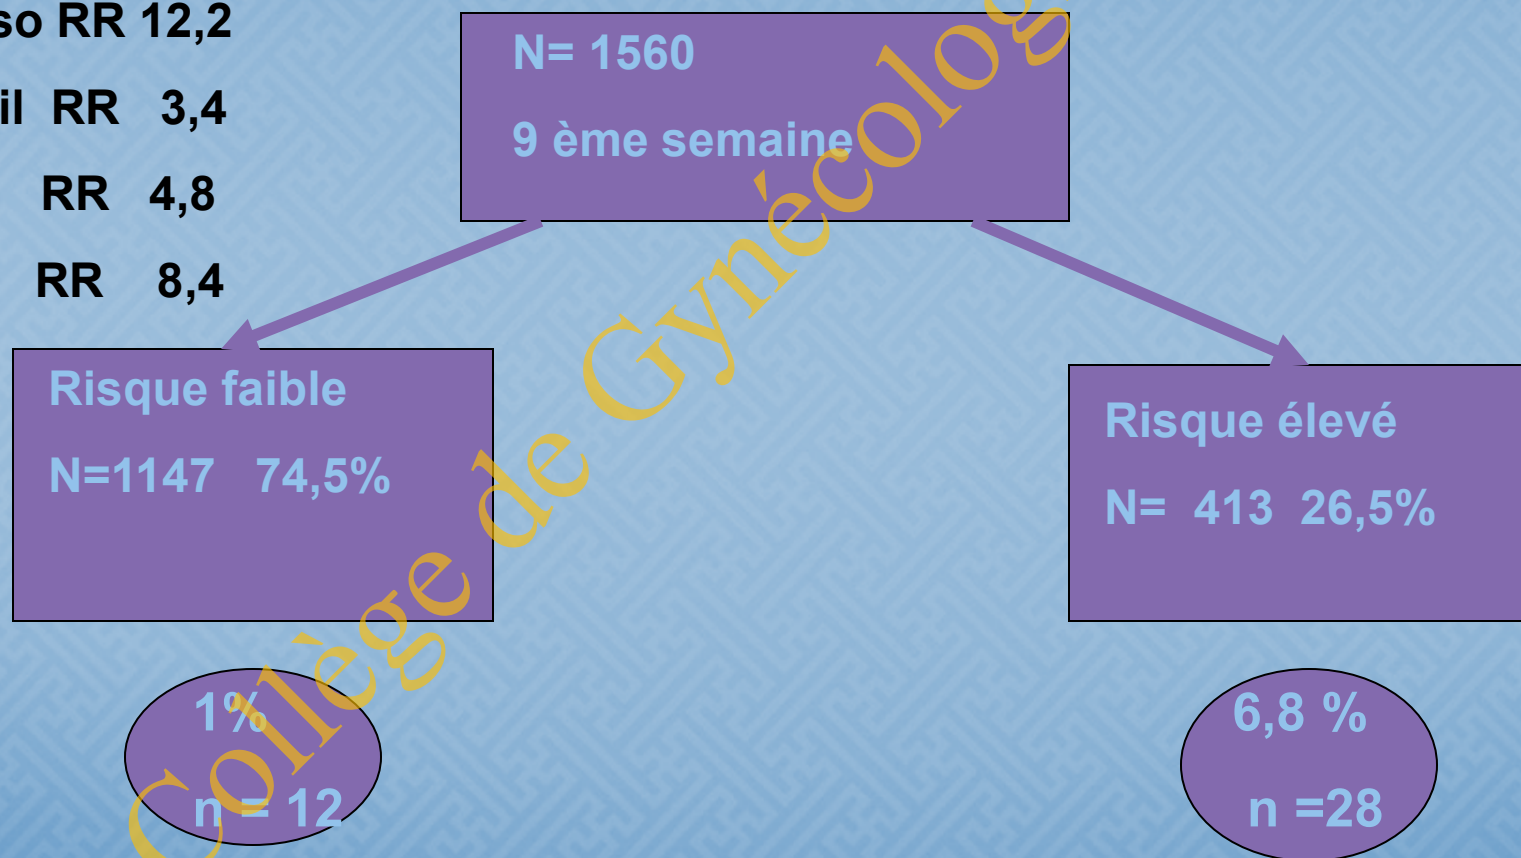 so RR 12,2
il RR 3,4
RR 4,8
RR 8,4
N= 1560
9 ème semaine
Risque faible
N=1147 74,5%
Risque élevé
N= 413 26,5%
1%
n = 12
6,8 %
n =28
Collège de Gynécolog